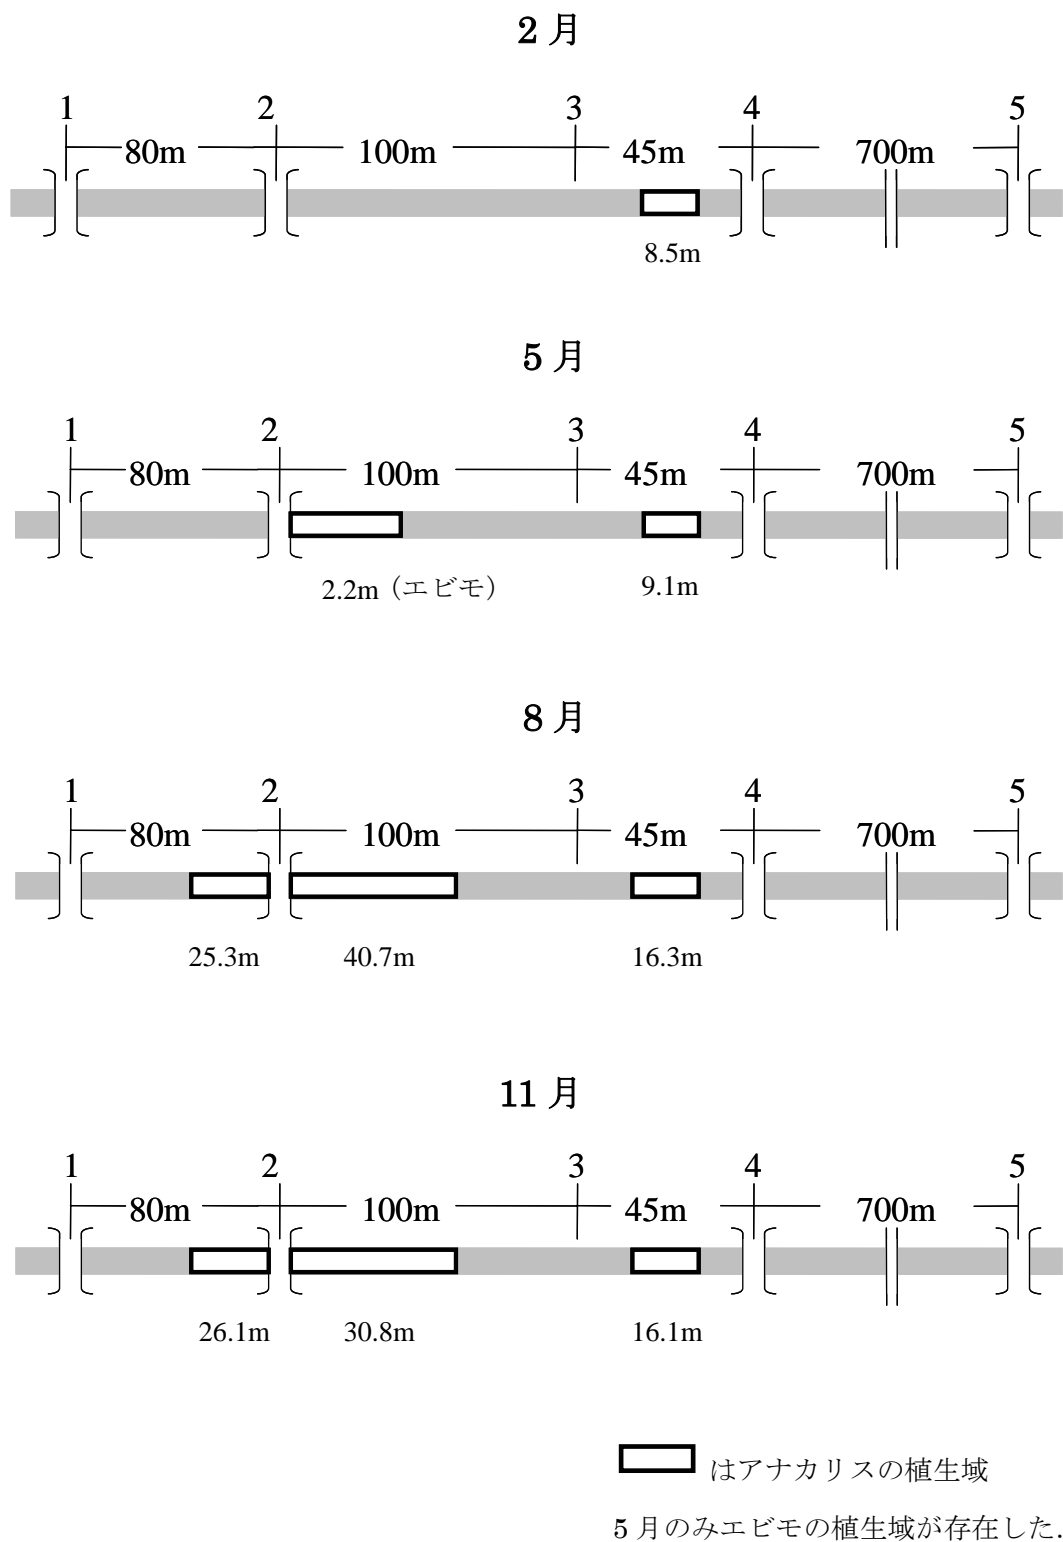 2 月
1 2 3 4 5
80m 100m 45m 700m
8.5m
5 月
1 2 3 4 5
80m 100m 45m 700m
2.2m（エビモ） 9.1m
8 月
1 2 3 4 5
80m 100m 45m 700m
25.3m 40.7m 16.3m
11 月
1 2 3 4 5
80m 100m 45m 700m
26.1m 30.8m 16.1m
はアナカリスの植生域
5 月のみエビモの植生域が存在した.